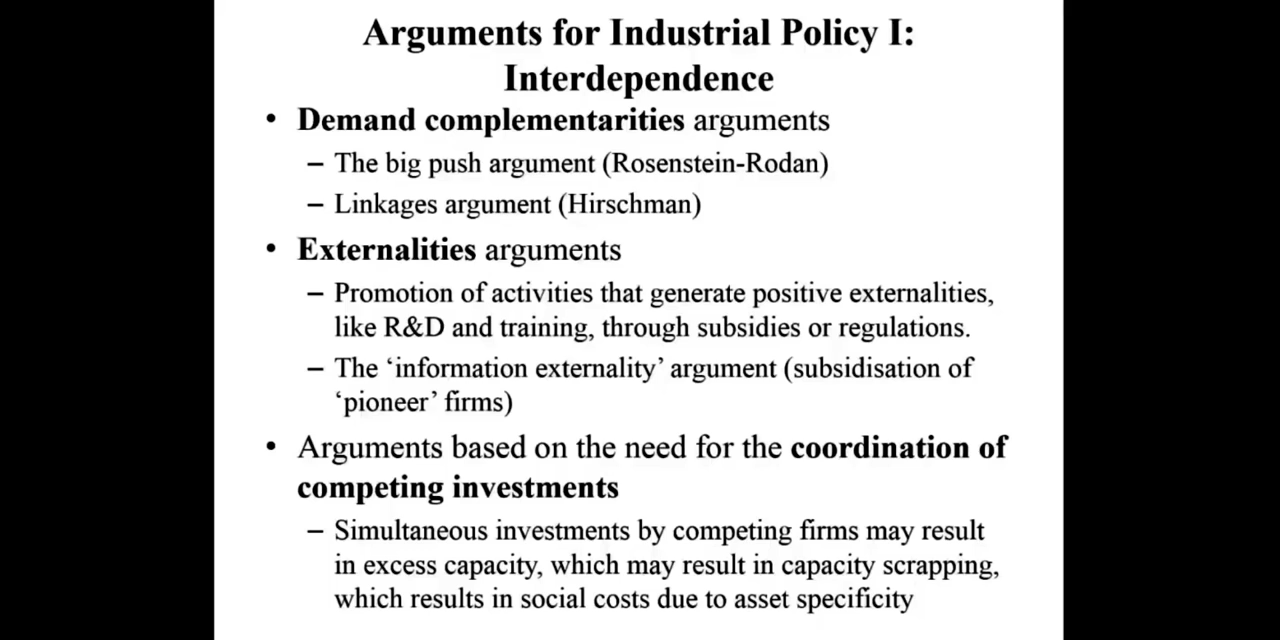 Arguments for Industrial Policy I:
Interdependence
• Demand complementarities arguments
– The big push argument (Rosenstein-Rodan)
– Linkages argument (Hirschman)
• Externalities arguments
– Promotion of activities that generate positive externalities,
like R&D and training, through subsidies or regulations.
– The ‘information externality’ argument (subsidisation of
‘pioneer’ firms)
• Arguments based on the need for the coordination of
competing investments
– Simultaneous investments by competing firms may result
in excess capacity, which may result in capacity scrapping,
which results in social costs due to asset specificity